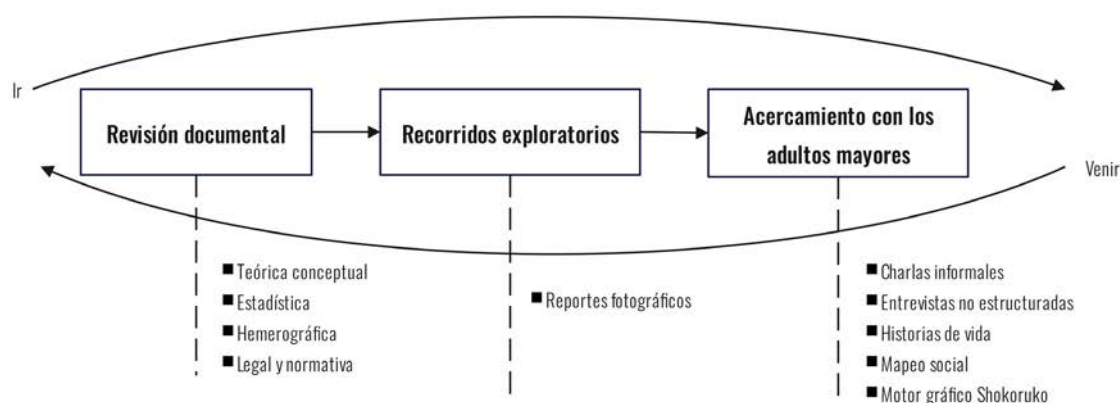 Ir
Revisión documental
Recorridos exploratorios
Acercamiento con los
adultos mayores
Venir
Teórica conceptual
Estadística
Hemerográfica
Legal y normativa
Reportes fotográficos
Charlas informales
Entrevistas no estructuradas
Historias de vida
Mapeo social
Motor gráfico Shokoruko